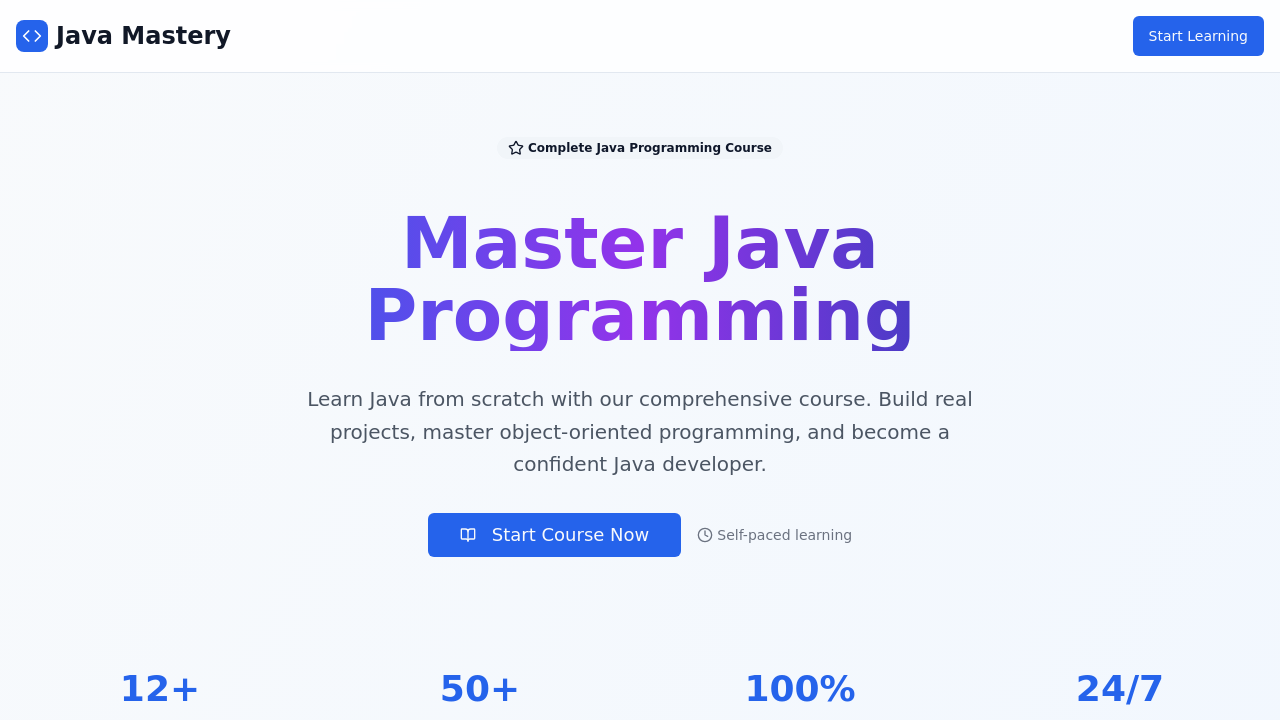 Java Mastery
Start Learning
Complete Java Programming Course
Master Java
Programming
Learn Java from scratch with our comprehensive course. Build real
projects, master object-oriented programming, and become a
confident Java developer.
Start Course Now
Self-paced learning
12+
50+
100%
24/7